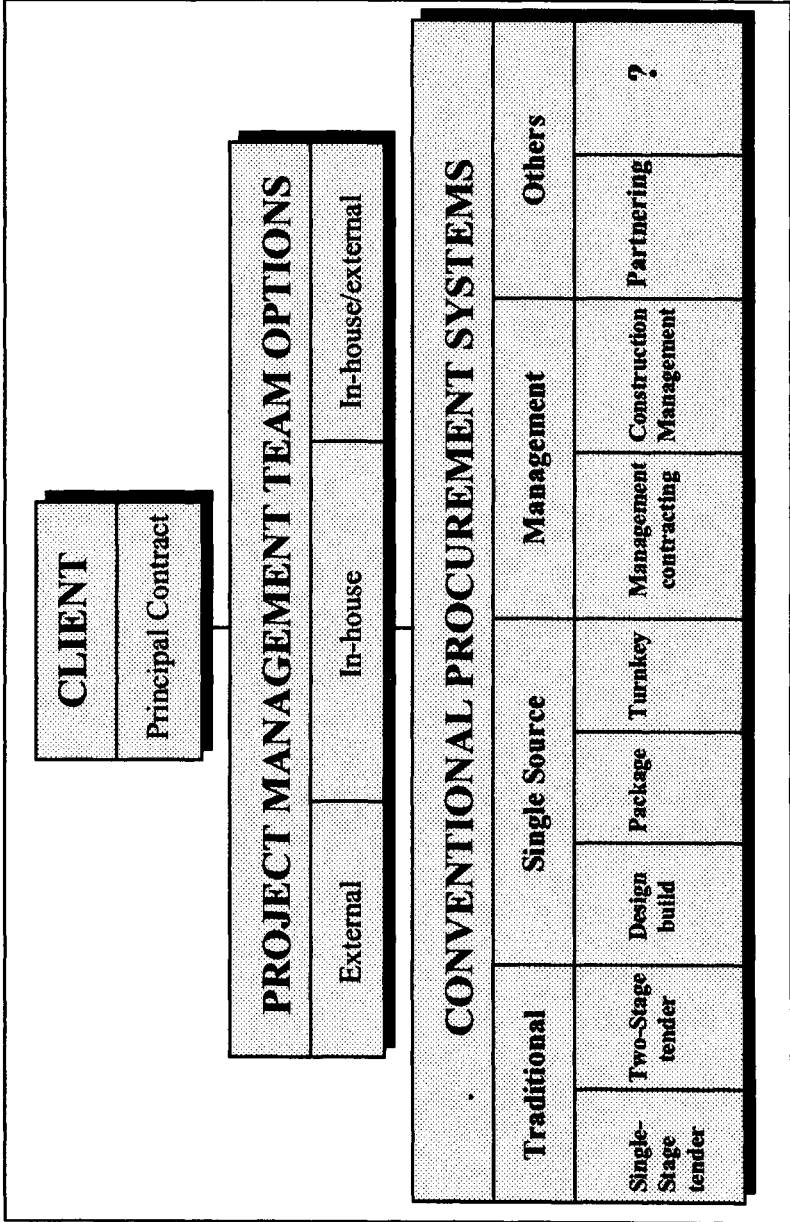 CLIENT
Principal Contract
PROJECT MANAGEMENT TEAM OPTIONS
External
In-house
In-house/external
CONVENTIONAL PROCUREMENT SYSTEMS
Traditional
Single Source
Management
Others
Single-
Stage
tender
Two-Stage
tender
Design
build
Package
Turnkey
Management
contracting
Construction
Management
Partnering
?